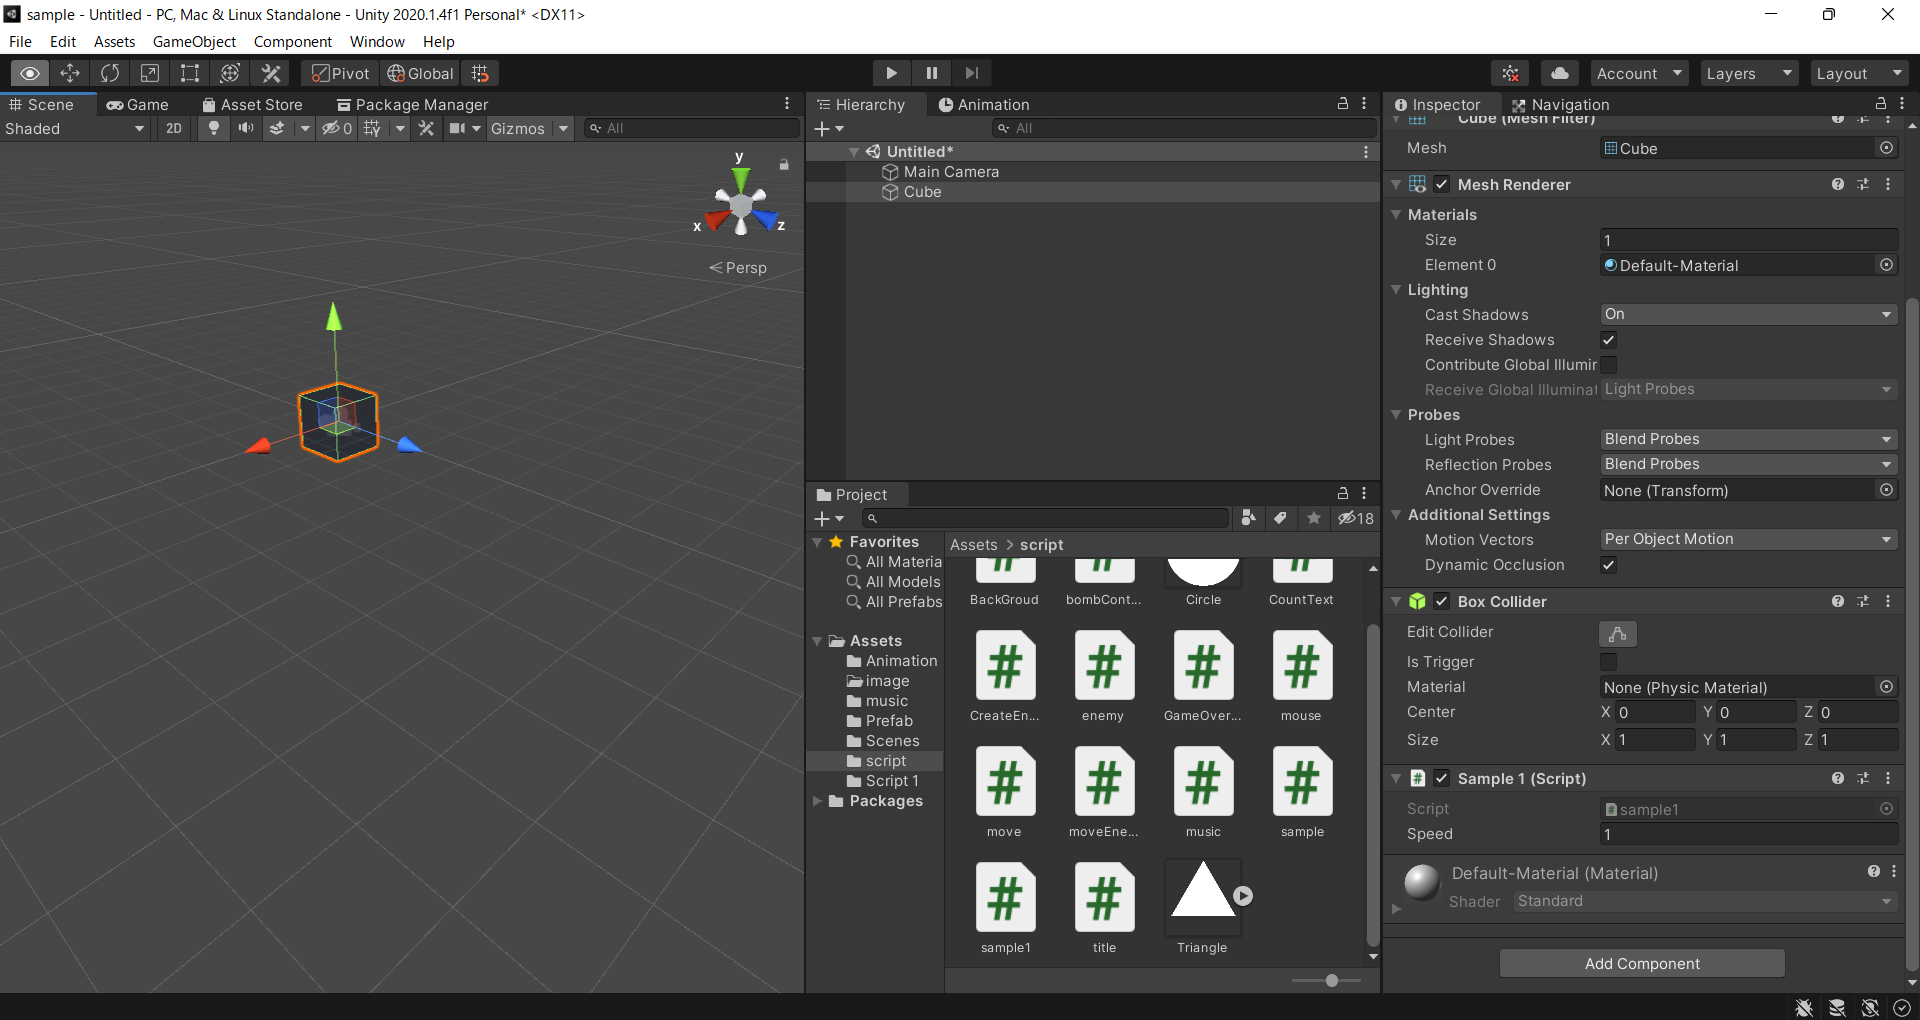 sample - Untitled - PC, Mac & Linux Standalone - Unity 2020.1.4f1 Personal* <DX11>
File Edit Assets GameObject Component Window Help
Pivot Global Account Layers Layout
Scene Game Asset Store Package Manager
Shaded 2D 0 Gizmos All
y
x z
Persp
Hierarchy Animation
All
Untitled*
Main Camera
Cube
Project
18
Favorites
All Materia
All Models
All Prefabs
Assets
Animation
image
music
Prefab
Scenes
script
Script 1
Packages
Assets > script
BackGroud bombCont... Circle CountText
# # # #
CreateEn... enemy GameOver... mouse
# # # #
move moveEne... music sample
# #
sample1 title Triangle
Inspector Navigation
Cube (Mesh Filter)
Mesh Cube
Mesh Renderer
Materials
Size 1
Element 0 Default-Material
Lighting
Cast Shadows On
Receive Shadows
Contribute Global Illumin
Receive Global Illuminat Light Probes
Probes
Light Probes Blend Probes
Reflection Probes Blend Probes
Anchor Override None (Transform)
Additional Settings
Motion Vectors Per Object Motion
Dynamic Occlusion
Box Collider
Edit Collider
Is Trigger
Material None (Physic Material)
Center X 0 Y 0 Z 0
Size X 1 Y 1 Z 1
# Sample 1 (Script)
Script sample1
Speed 1
Default-Material (Material)
Shader Standard
Add Component